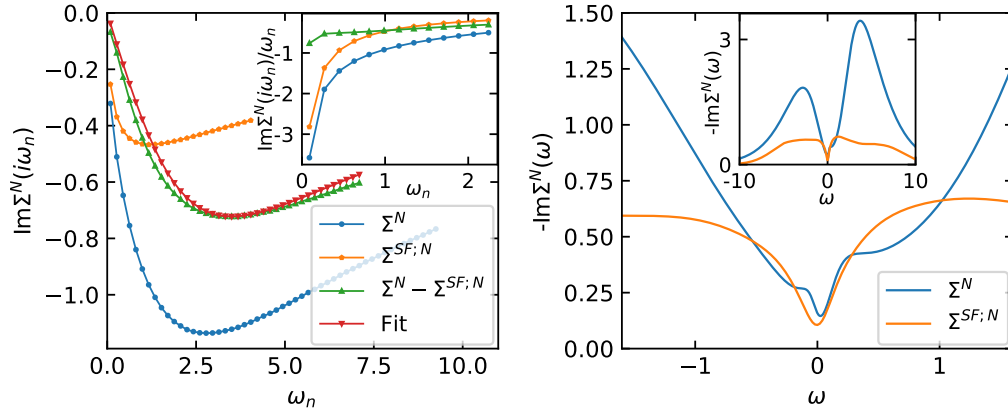 0.0
−0.2
−0.4
−0.6
−0.8
−1.0
ImΣ^N(iω_n)
0.0
2.5
5.0
7.5
10.0
ω_n
-1
-2
-3
ImΣ^N(iω_n)/ω_n
0
1
2
ω_n
Σ^N
Σ^{SF; N}
Σ^N − Σ^{SF; N}
Fit
1.50
1.25
1.00
0.75
0.50
0.25
0.00
-ImΣ^N(ω)
−1
0
1
ω
3
0
-ImΣ^N(ω)
−10
0
10
ω
Σ^N
Σ^{SF; N}